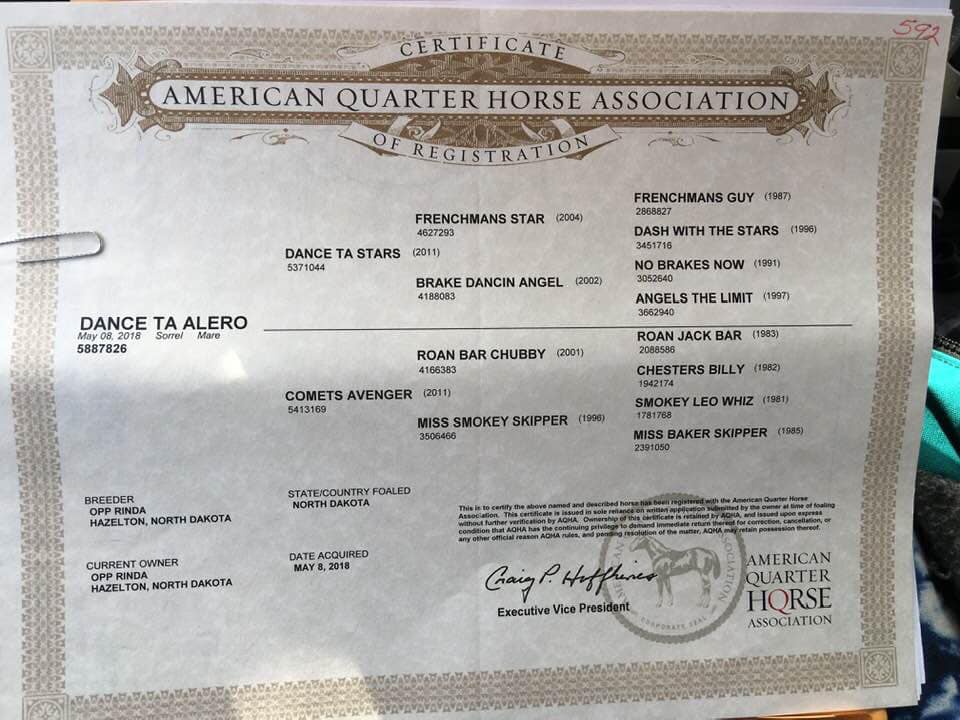 592
CERTIFICATE
AMERICAN QUARTER HORSE ASSOCIATION
OF REGISTRATION
FRENCHMANS GUY (1987)
2868827
FRENCHMANS STAR (2004)
4627293
DASH WITH THE STARS (1996)
3451716
DANCE TA STARS (2011)
5371044
NO BRAKES NOW (1991)
3052640
BRAKE DANCIN ANGEL (2002)
4188083
ANGELS THE LIMIT (1997)
3662940
DANCE TA ALERO
May 08, 2018 Sorrel Mare
5887826
ROAN JACK BAR (1983)
2088586
ROAN BAR CHUBBY (2001)
4166383
CHESTERS BILLY (1982)
1942174
COMETS AVENGER (2011)
5413169
SMOKEY LEO WHIZ (1981)
1781768
MISS SMOKEY SKIPPER (1996)
3506466
MISS BAKER SKIPPER (1985)
2391050
BREEDER
OPP RINDA
HAZELTON, NORTH DAKOTA
STATE/COUNTRY FOALED
NORTH DAKOTA
CURRENT OWNER
OPP RINDA
HAZELTON, NORTH DAKOTA
DATE ACQUIRED
MAY 8, 2018
This is to certify that the above named and described horse has been registered with the American Quarter Horse
Association. This certificate is issued in sole reliance on written application submitted by the owner at time of foaling
without further verification by AQHA. Ownership of this certificate is retained by AQHA, and issued upon express
condition that AQHA has the continuing privilege to demand immediate return thereof for correction, cancellation, or
any other official reason AQHA rules, and pending resolution of the matter, AQHA may retain possession thereof.
Craig P. Huffhines
Executive Vice President
CORPORATE SEAL
AMERICAN
QUARTER
HORSE
ASSOCIATION